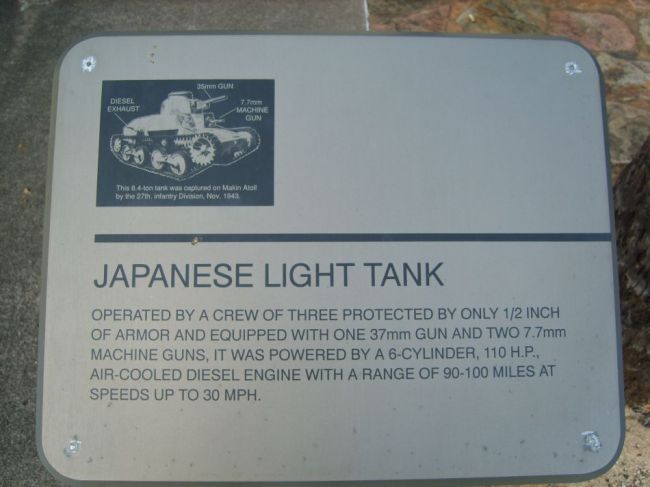 35mm GUN
DIESEL
EXHAUST
7.7mm
MACHINE
GUN
This 8.4-ton tank was captured on Makin Atoll
by the 27th. infantry Division, Nov. 1943.
JAPANESE LIGHT TANK
OPERATED BY A CREW OF THREE PROTECTED BY ONLY 1/2 INCH
OF ARMOR AND EQUIPPED WITH ONE 37mm GUN AND TWO 7.7mm
MACHINE GUNS, IT WAS POWERED BY A 6-CYLINDER, 110 H.P.,
AIR-COOLED DIESEL ENGINE WITH A RANGE OF 90-100 MILES AT
SPEEDS UP TO 30 MPH.